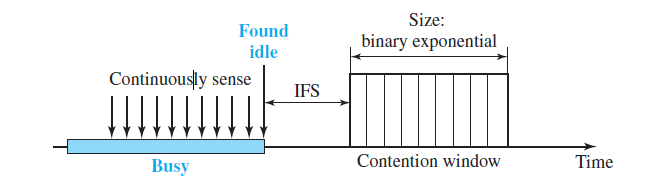 Size:
binary exponential
Found
idle
Continuously sense
IFS
Busy
Contention window
Time